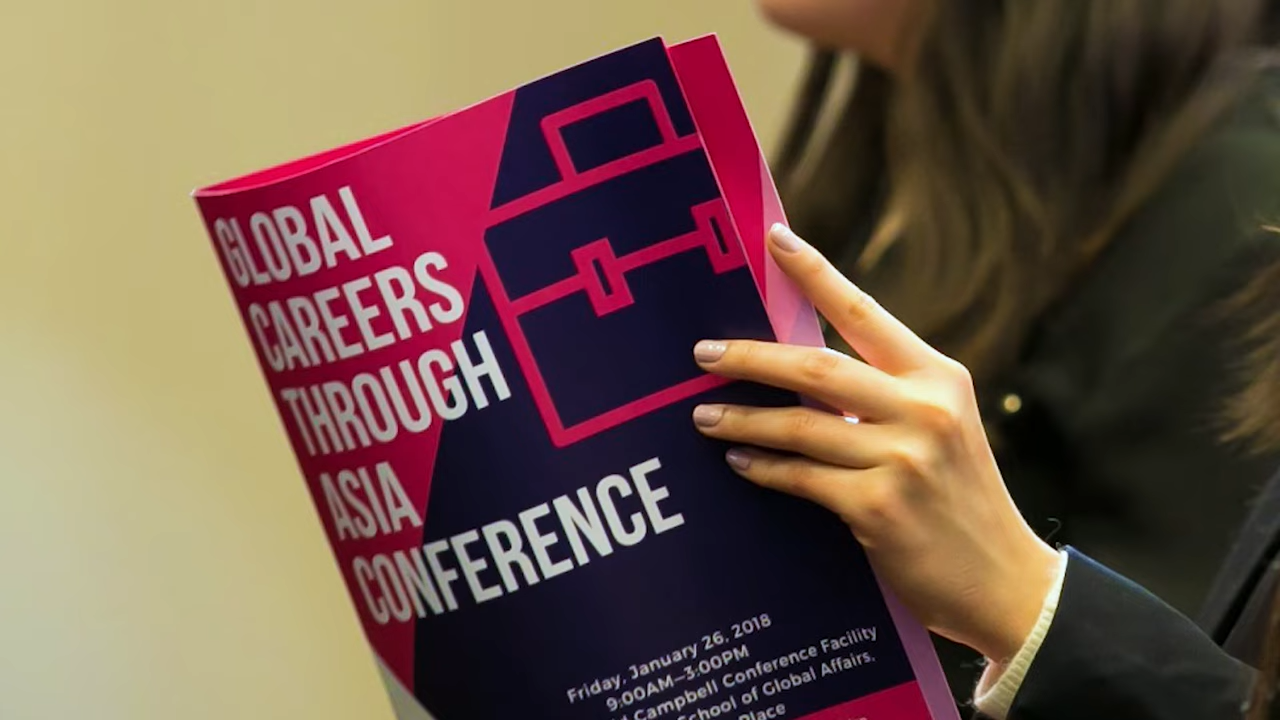 GLOBAL
CAREERS
THROUGH
ASIA
CONFERENCE
Friday, January 26, 2018
9:00AM–3:00PM
Campbell Conference Facility
School of Global Affairs,
Place